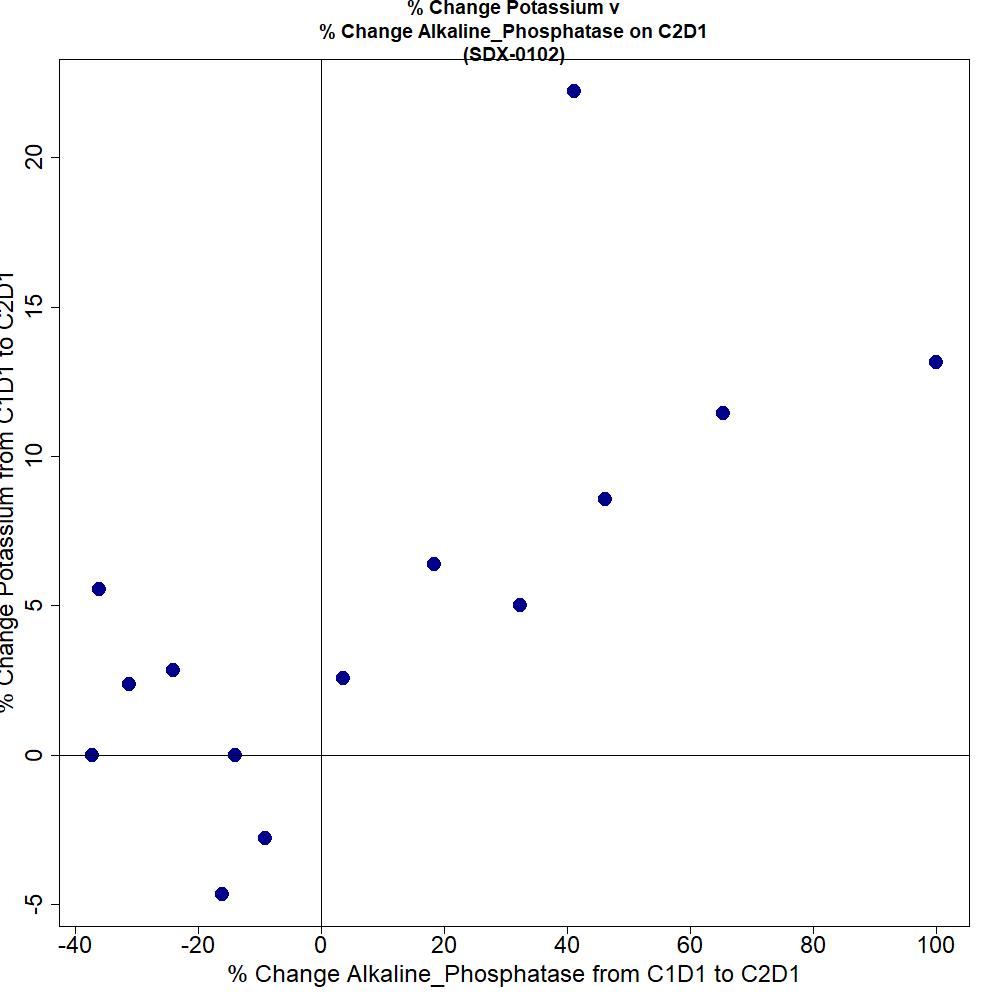 % Change Potassium v
% Change Alkaline_Phosphatase on C2D1
(SDX-0102)
% Change Potassium from C1D1 to C2D1
20
15
10
5
0
-5
-40 -20 0 20 40 60 80 100
% Change Alkaline_Phosphatase from C1D1 to C2D1